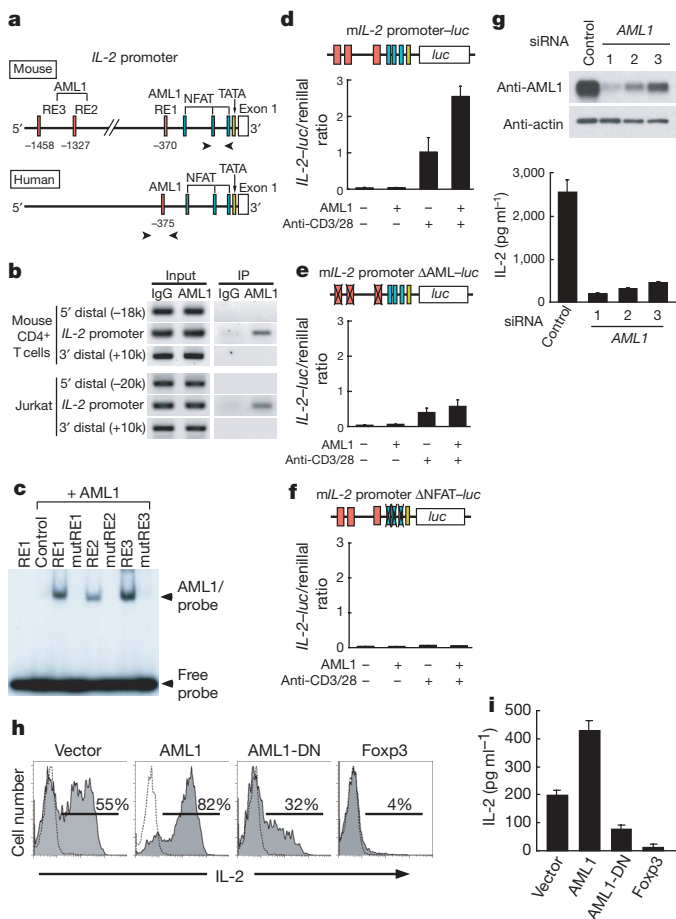 a
IL-2 promoter
Mouse
AML1
RE3 RE2
AML1
RE1
NFAT
TATA
Exon 1
5′ 3′
–1458 –1327 –370
Human
AML1
NFAT
TATA
Exon 1
5′ 3′
–375
b
Input IP
IgG AML1 IgG AML1
Mouse CD4+ T cells
5′ distal (–18k)
IL-2 promoter
3′ distal (+10k)
Jurkat
5′ distal (–20k)
IL-2 promoter
3′ distal (+10k)
c
+ AML1
RE1 Control RE1 mutRE1 RE2 mutRE2 RE3 mutRE3
AML1/
probe
Free
probe
d
mIL-2 promoter–luc
luc
IL-2–luc/renillal
ratio
3
2
1
0
AML1 – + – +
Anti-CD3/28 – – + +
e
mIL-2 promoter ΔAML–luc
luc
IL-2–luc/renillal
ratio
3
2
1
0
AML1 – + – +
Anti-CD3/28 – – + +
f
mIL-2 promoter ΔNFAT–luc
luc
IL-2–luc/renillal
ratio
3
2
1
0
AML1 – + – +
Anti-CD3/28 – – + +
g
siRNA Control AML1
1 2 3
Anti-AML1
Anti-actin
IL-2 (pg ml–1)
3,000
2,000
1,000
0
siRNA Control 1 2 3
AML1
h
Vector AML1 AML1-DN Foxp3
Cell number
55% 82% 32% 4%
IL-2
i
IL-2 (pg ml–1)
500
400
300
200
100
0
Vector AML1 AML1-DN Foxp3